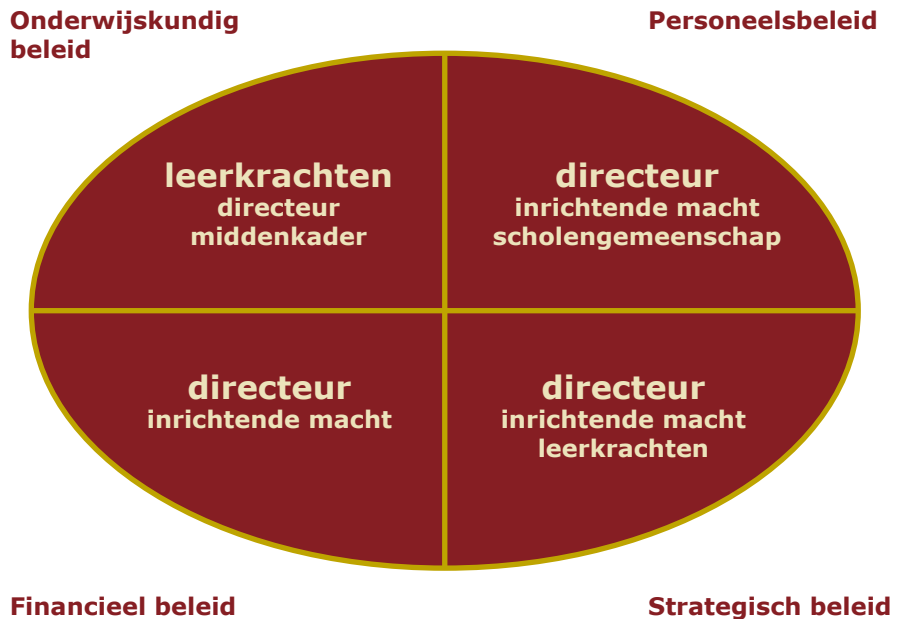 Onderwijskundig
beleid
Personeelsbeleid
leerkrachten
directeur
middenkader
directeur
inrichtende macht
scholengemeenschap
directeur
inrichtende macht
directeur
inrichtende macht
leerkrachten
Financieel beleid
Strategisch beleid